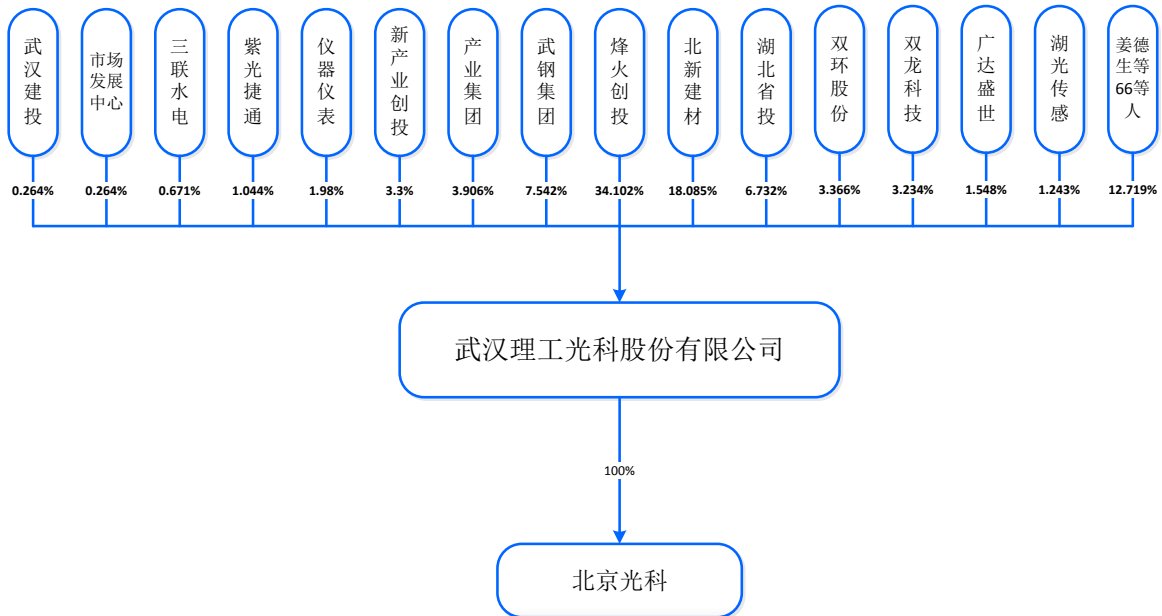 武汉建投
市场
发展
中心
三联水电
紫光捷通
仪器仪表
新产业创投
产业集团
武钢集团
烽火创投
北新建材
湖北省投
双环股份
双龙科技
广达盛世
湖光传感
姜德
生等
66等
人
0.264%
0.264%
0.671%
1.044%
1.98%
3.3%
3.906%
7.542%
34.102%
18.085%
6.732%
3.366%
3.234%
1.548%
1.243%
12.719%
武汉理工光科股份有限公司
100%
北京光科